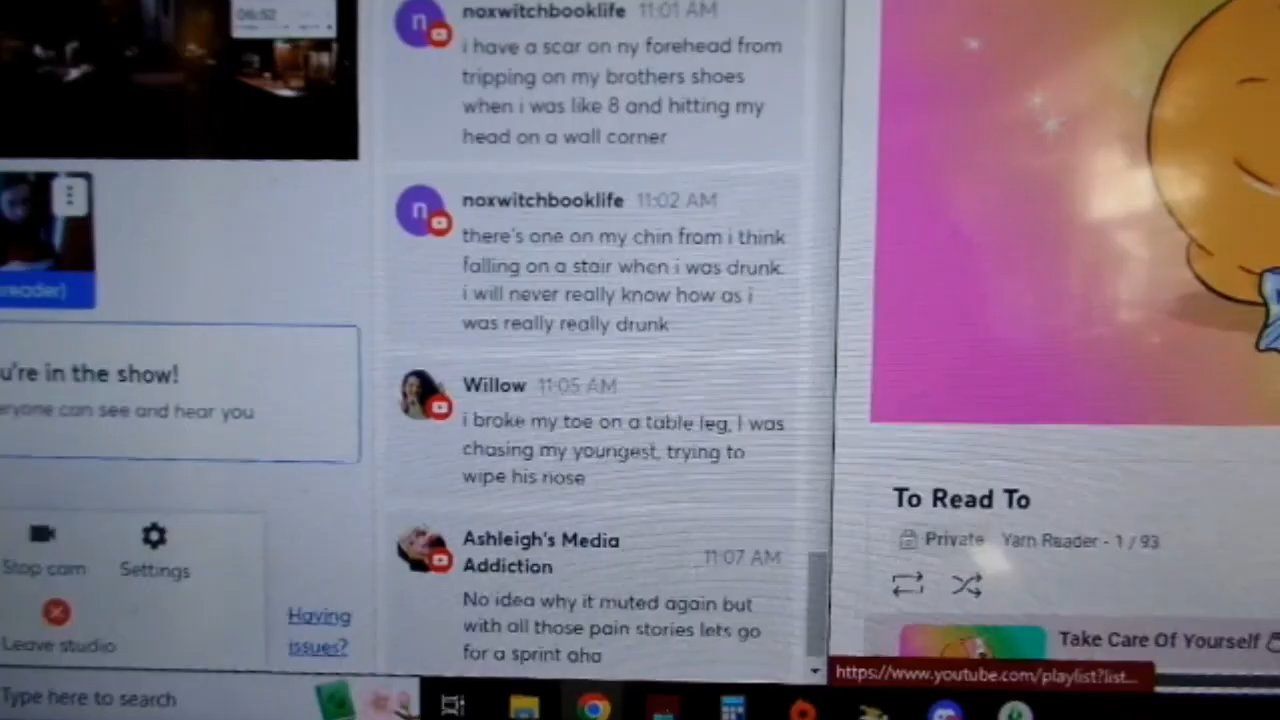 06:52
noxwitchbooklife 11:01 AM
i have a scar on ny forehead from
tripping on my brothers shoes
when i was like 8 and hitting my
head on a wall corner
noxwitchbooklife 11:02 AM
there's one on my chin from i think
falling on a stair when i was drunk.
i will never really know how as i
was really really drunk
Willow 11:05 AM
i broke my toe on a table leg, I was
chasing my youngest, trying to
wipe his nose
Ashleigh's Media
Addiction 11:07 AM
No idea why it muted again but
with all those pain stories lets go
for a sprint aha
reader)
u're in the show!
eryone can see and hear you
Stop cam Settings
Leave studio
Having
issues?
Type here to search
To Read To
Private Yarn Reader - 1 / 93
Take Care Of Yourself
https://www.youtube.com/playlist?list...